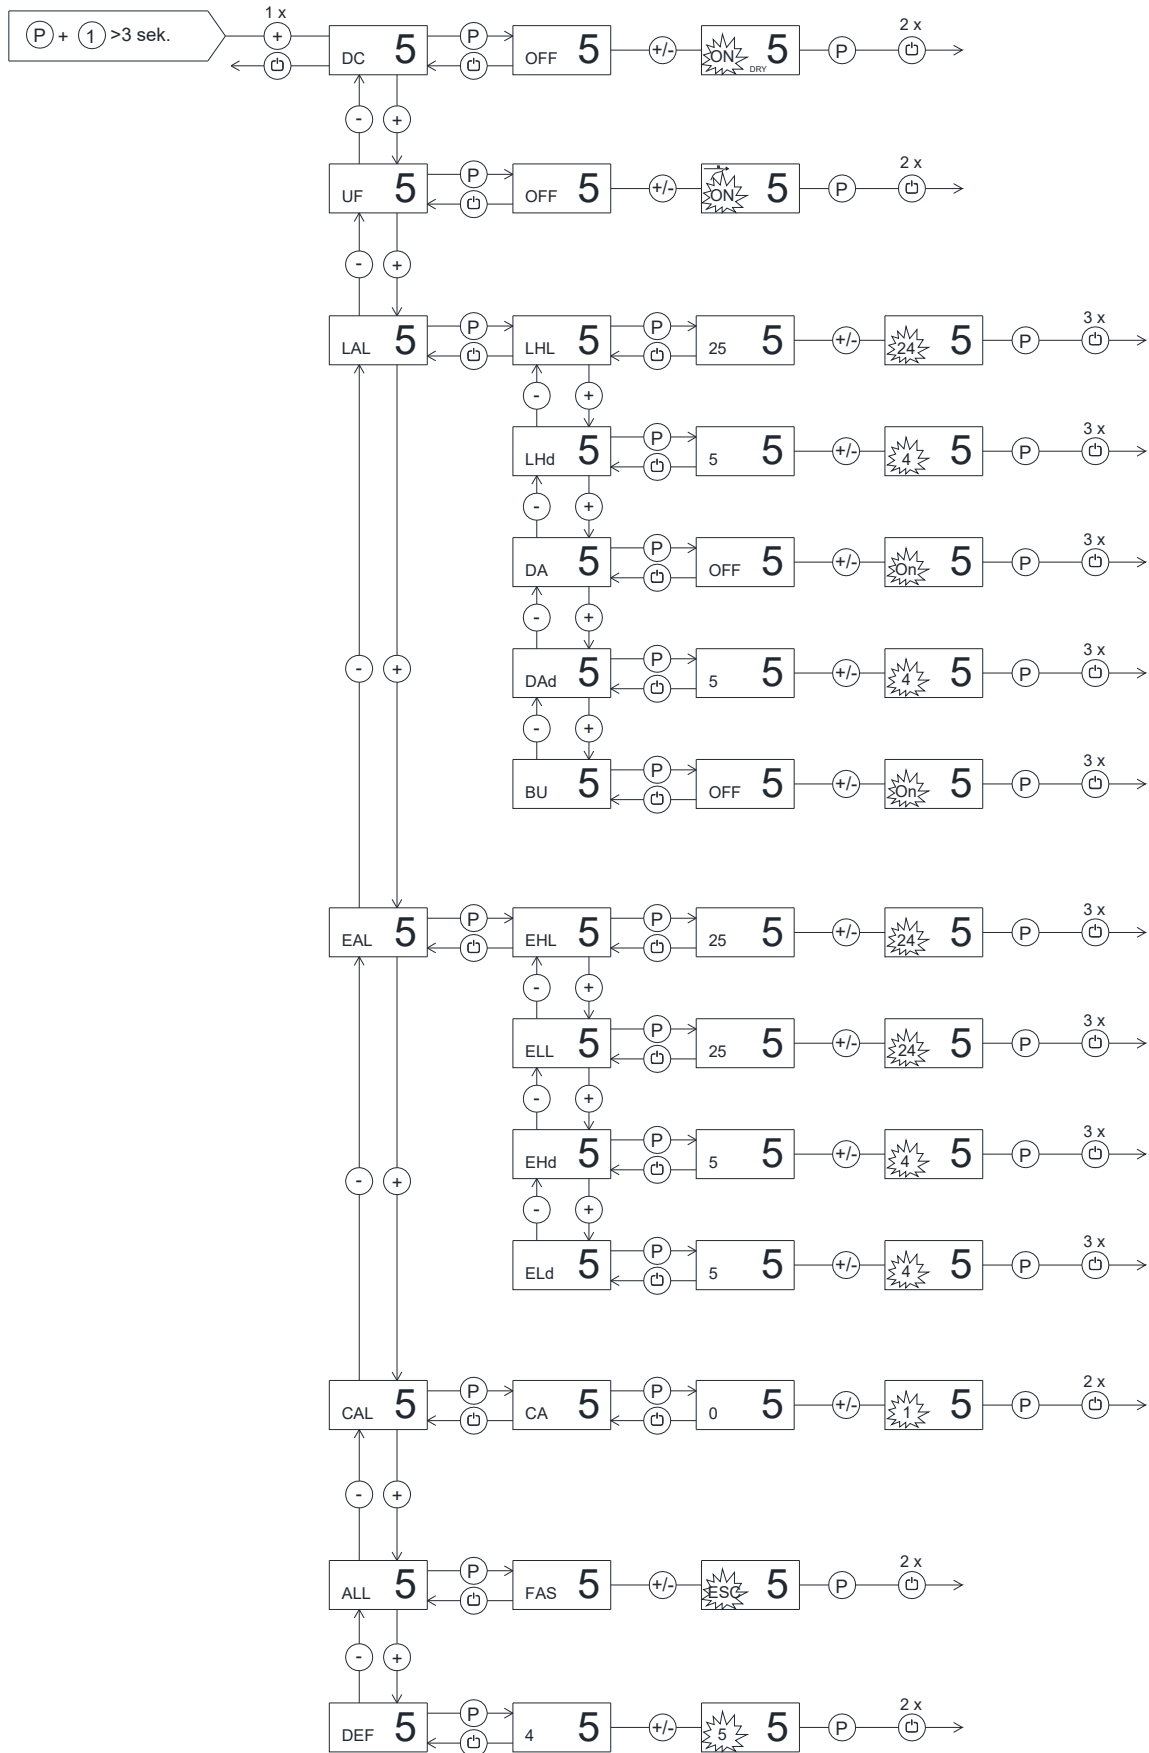 1 x
P + 1 >3 sek. + DC 5 P OFF 5 +/- ON DRY 5 P 2 x
- +
UF 5 P OFF 5 +/- ON 5 P 2 x
- +
LAL 5 P LHL 5 P 25 5 +/- 24 5 P 3 x
- +
LHd 5 P 5 5 +/- 4 5 P 3 x
- +
DA 5 P OFF 5 +/- On 5 P 3 x
- +
- +
DAd 5 P 5 5 +/- 4 5 P 3 x
- +
BU 5 P OFF 5 +/- On 5 P 3 x
EAL 5 P EHL 5 P 25 5 +/- 24 5 P 3 x
- +
ELL 5 P 25 5 +/- 24 5 P 3 x
- +
EHd 5 P 5 5 +/- 4 5 P 3 x
- +
- +
ELd 5 P 5 5 +/- 4 5 P 3 x
CAL 5 P CA 5 P 0 5 +/- 1 5 P 2 x
- +
ALL 5 P FAS 5 +/- ESC 5 P 2 x
- +
DEF 5 P 4 5 +/- 5 5 P 2 x